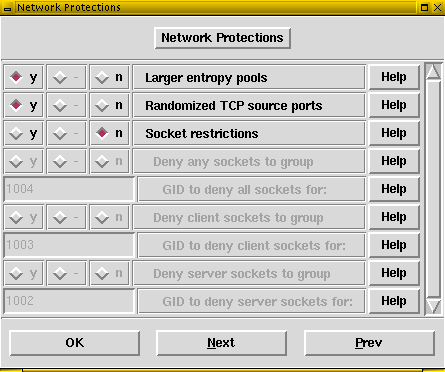 Network Protections
Network Protections
y - n Larger entropy pools Help
y - n Randomized TCP source ports Help
y - n Socket restrictions Help
y - n Deny any sockets to group Help
1004 GID to deny all sockets for: Help
y - n Deny client sockets to group Help
1003 GID to deny client sockets for: Help
y - n Deny server sockets to group Help
1002 GID to deny server sockets for: Help
OK Next Prev